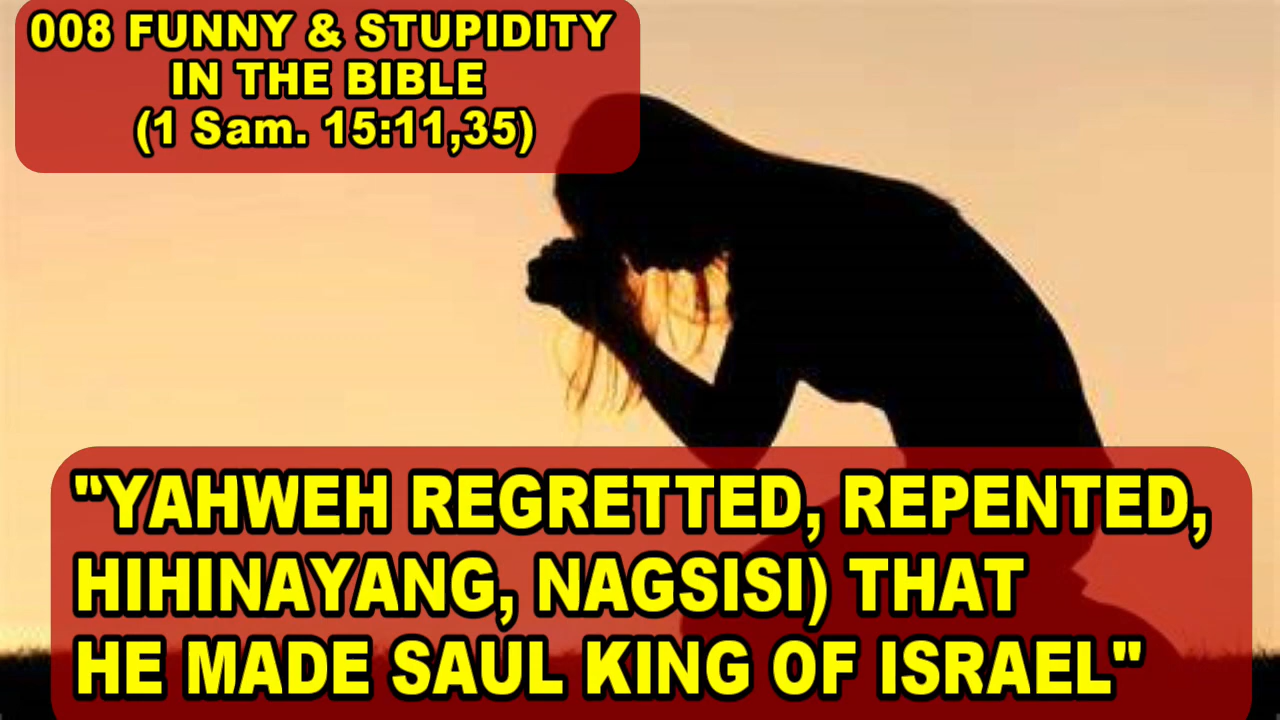 008 FUNNY & STUPIDITY
IN THE BIBLE
(1 Sam. 15:11,35)
"YAHWEH REGRETTED, REPENTED,
HIHINAYANG, NAGSISI) THAT
HE MADE SAUL KING OF ISRAEL"